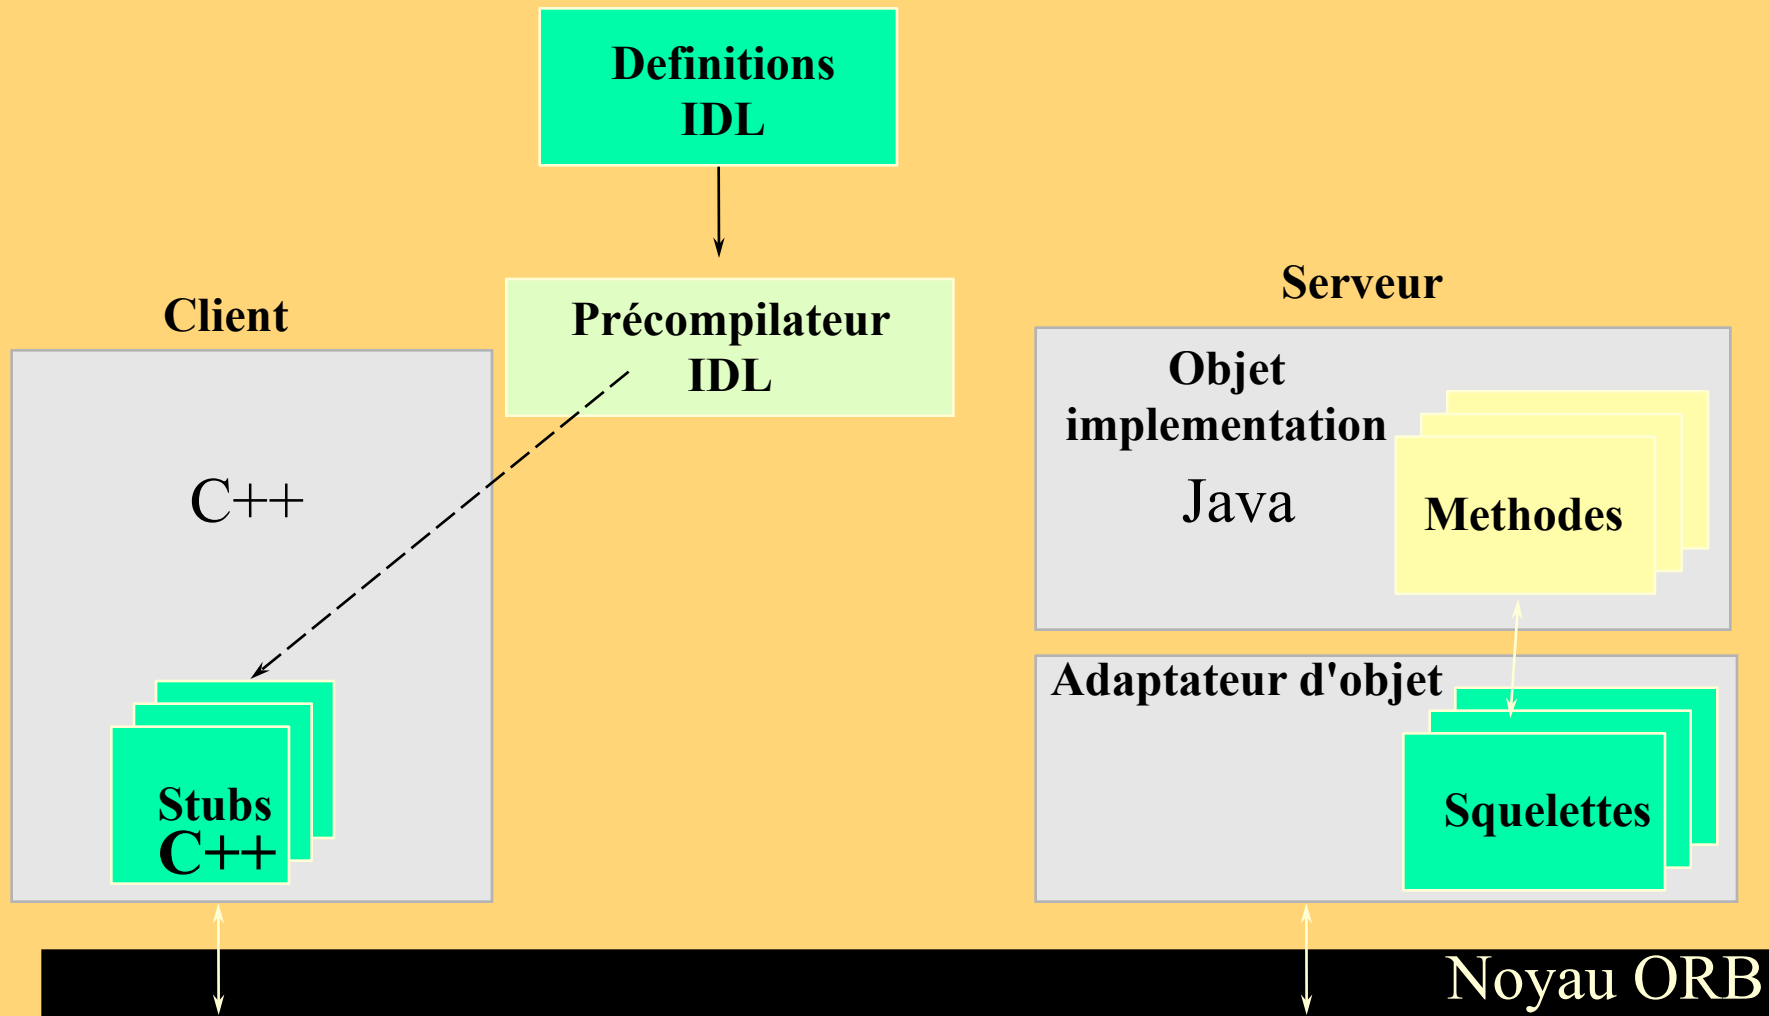 Definitions
IDL
Précompilateur
IDL
Client
C++
Stubs
C++
Serveur
Objet
implementation
Java
Methodes
Adaptateur d'objet
Squelettes
Noyau ORB